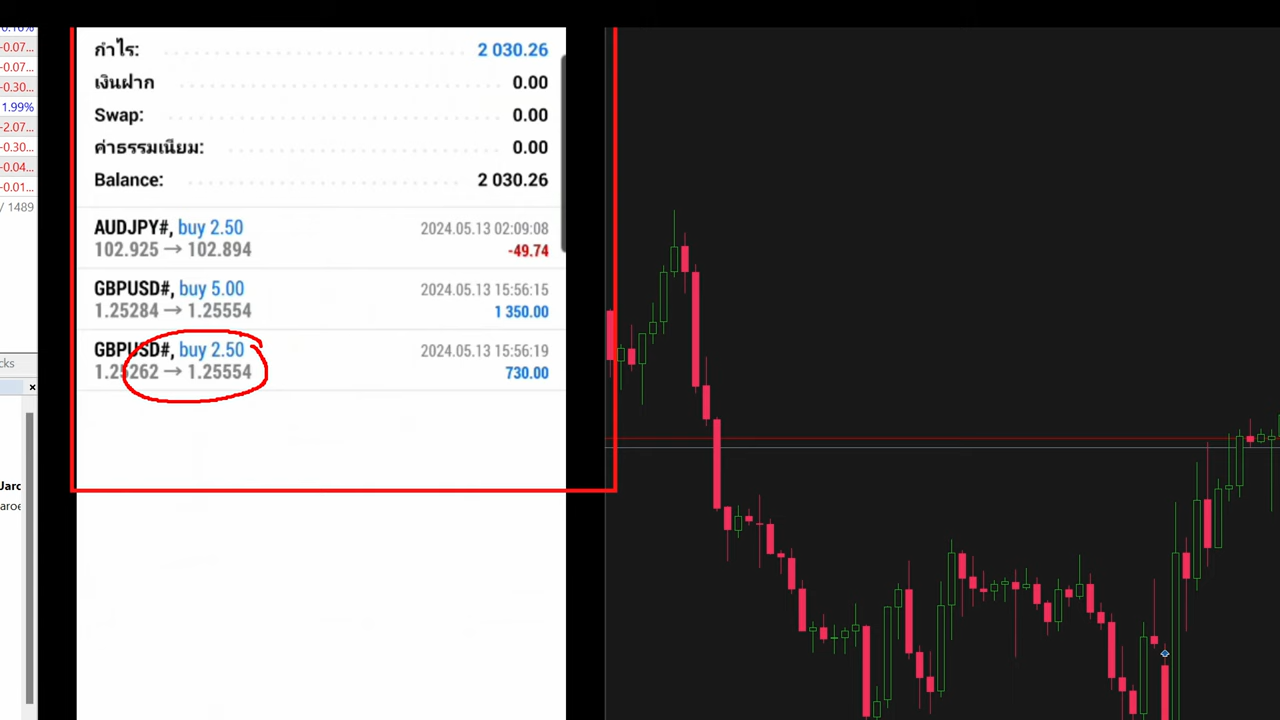 -0.07...
-0.07...
-0.30...
1.99%
-2.07...
-0.30...
-0.04...
-0.01...
/ 1489
cks
Jarc
aroe
กำไร: 2 030.26
เงินฝาก 0.00
Swap: 0.00
ค่าธรรมเนียม: 0.00
Balance: 2 030.26
AUDJPY#, buy 2.50 2024.05.13 02:09:08
102.925 → 102.894 -49.74
GBPUSD#, buy 5.00 2024.05.13 15:56:15
1.25284 → 1.25554 1 350.00
GBPUSD#, buy 2.50 2024.05.13 15:56:19
1.25262 → 1.25554 730.00